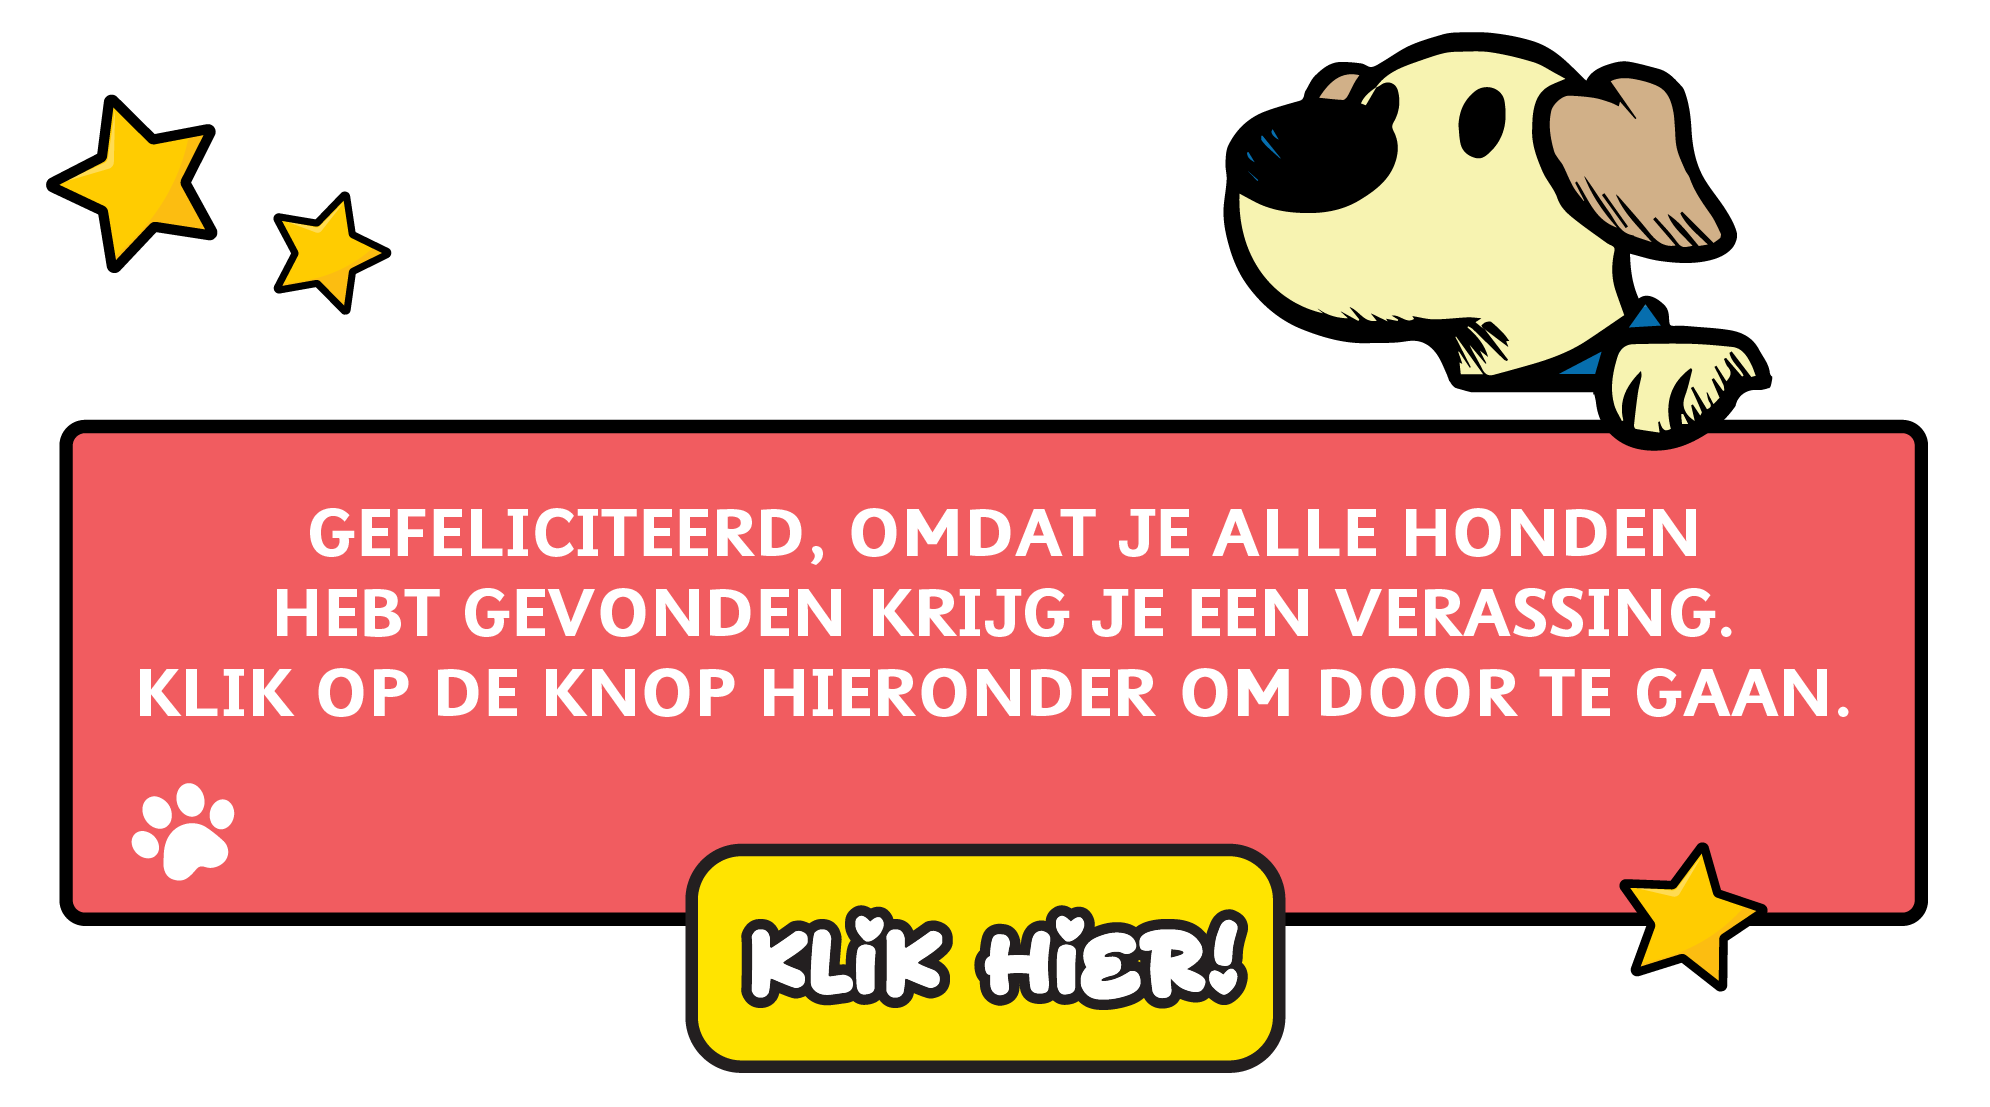 GEFELICITEERD, OMDAT JE ALLE HONDEN
HEBT GEVONDEN KRIJG JE EEN VERASSING.
KLIK OP DE KNOP HIERONDER OM DOOR TE GAAN.
KLIK HIER!